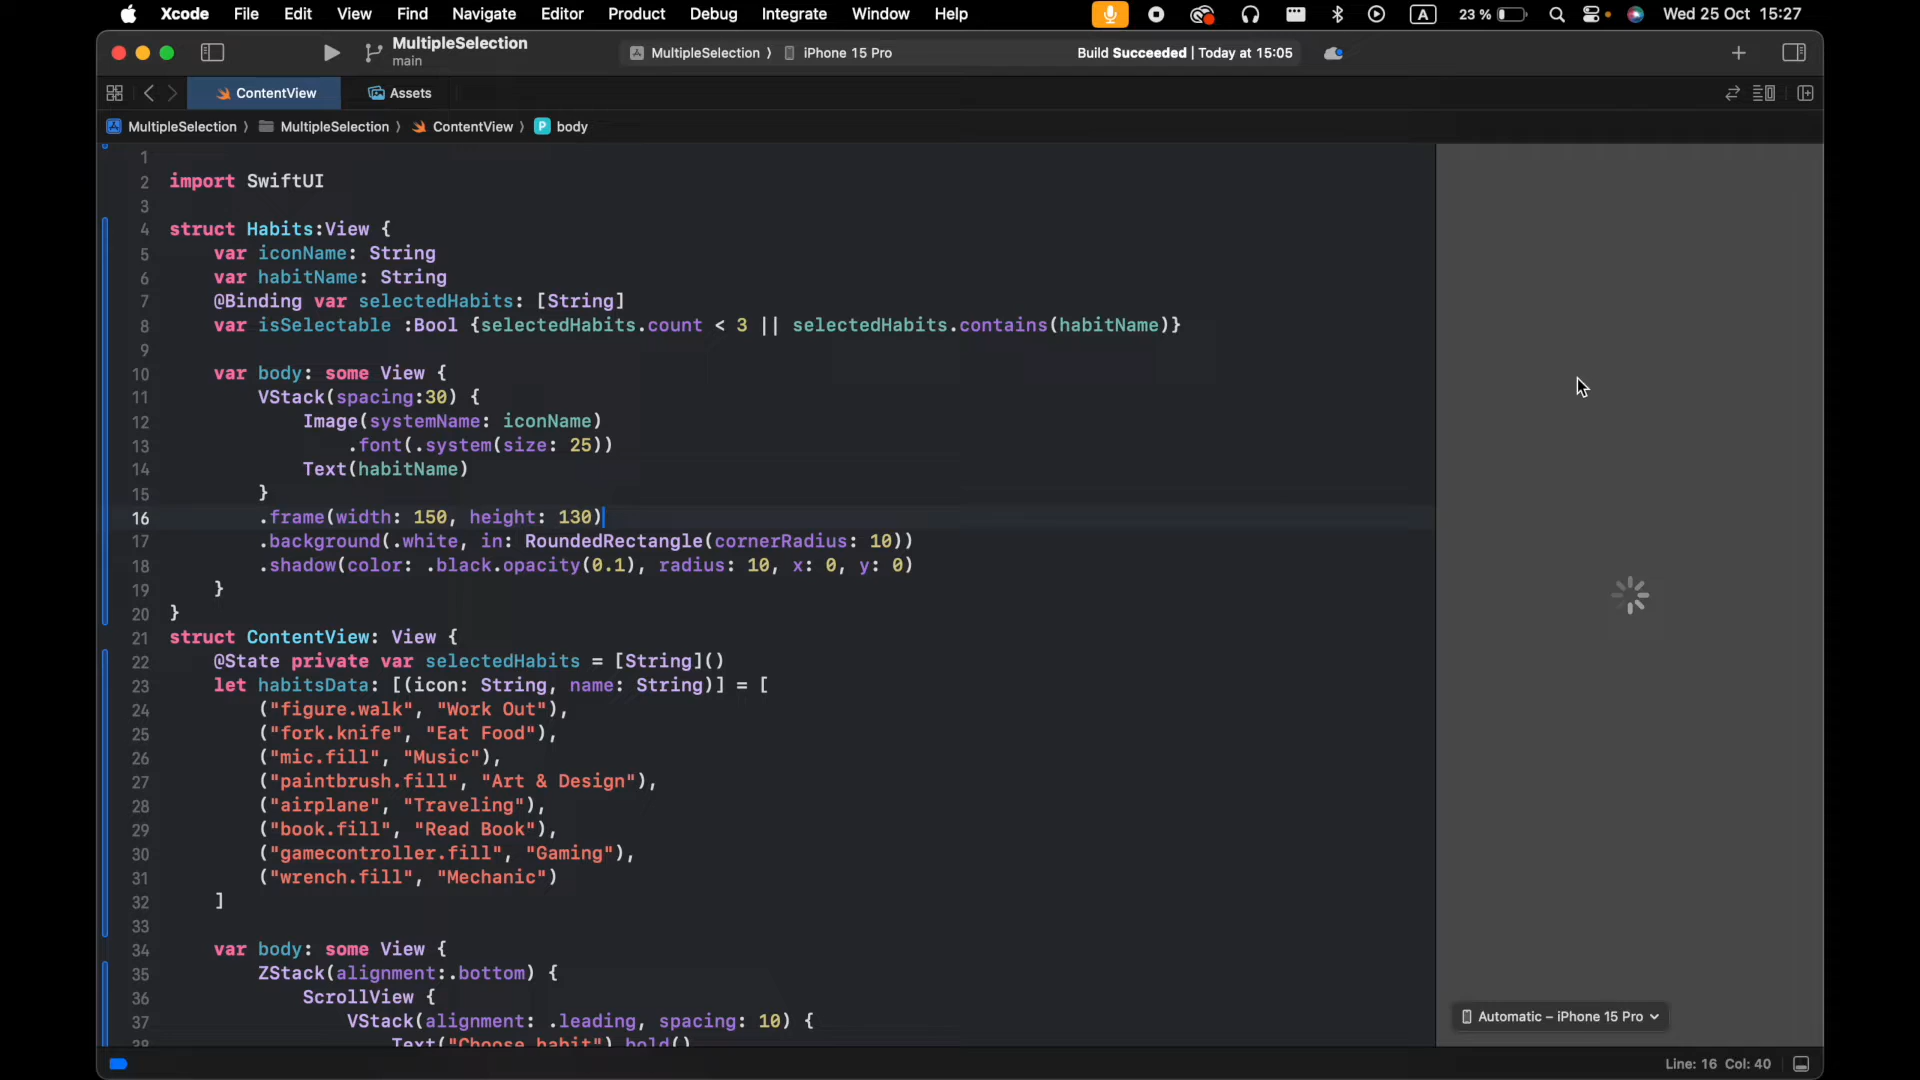 Xcode File Edit View Find Navigate Editor Product Debug Integrate Window Help A 23 % Wed 25 Oct 15:27
MultipleSelection
main
MultipleSelection 〉 iPhone 15 Pro
Build Succeeded | Today at 15:05
ContentView Assets
MultipleSelection 〉 MultipleSelection 〉 ContentView 〉 P body
1
2 import SwiftUI
3
4 struct Habits:View {
5 var iconName: String
6 var habitName: String
7 @Binding var selectedHabits: [String]
8 var isSelectable :Bool {selectedHabits.count < 3 || selectedHabits.contains(habitName)}
9
10 var body: some View {
11 VStack(spacing:30) {
12 Image(systemName: iconName)
13 .font(.system(size: 25))
14 Text(habitName)
15 }
16 .frame(width: 150, height: 130)
17 .background(.white, in: RoundedRectangle(cornerRadius: 10))
18 .shadow(color: .black.opacity(0.1), radius: 10, x: 0, y: 0)
19 }
20 }
21 struct ContentView: View {
22 @State private var selectedHabits = [String]()
23 let habitsData: [(icon: String, name: String)] = [
24 ("figure.walk", "Work Out"),
25 ("fork.knife", "Eat Food"),
26 ("mic.fill", "Music"),
27 ("paintbrush.fill", "Art & Design"),
28 ("airplane", "Traveling"),
29 ("book.fill", "Read Book"),
30 ("gamecontroller.fill", "Gaming"),
31 ("wrench.fill", "Mechanic")
32 ]
33
34 var body: some View {
35 ZStack(alignment:.bottom) {
36 ScrollView {
37 VStack(alignment: .leading, spacing: 10) {
38 Text("Choose habit").bold()
Automatic – iPhone 15 Pro
Line: 16 Col: 40